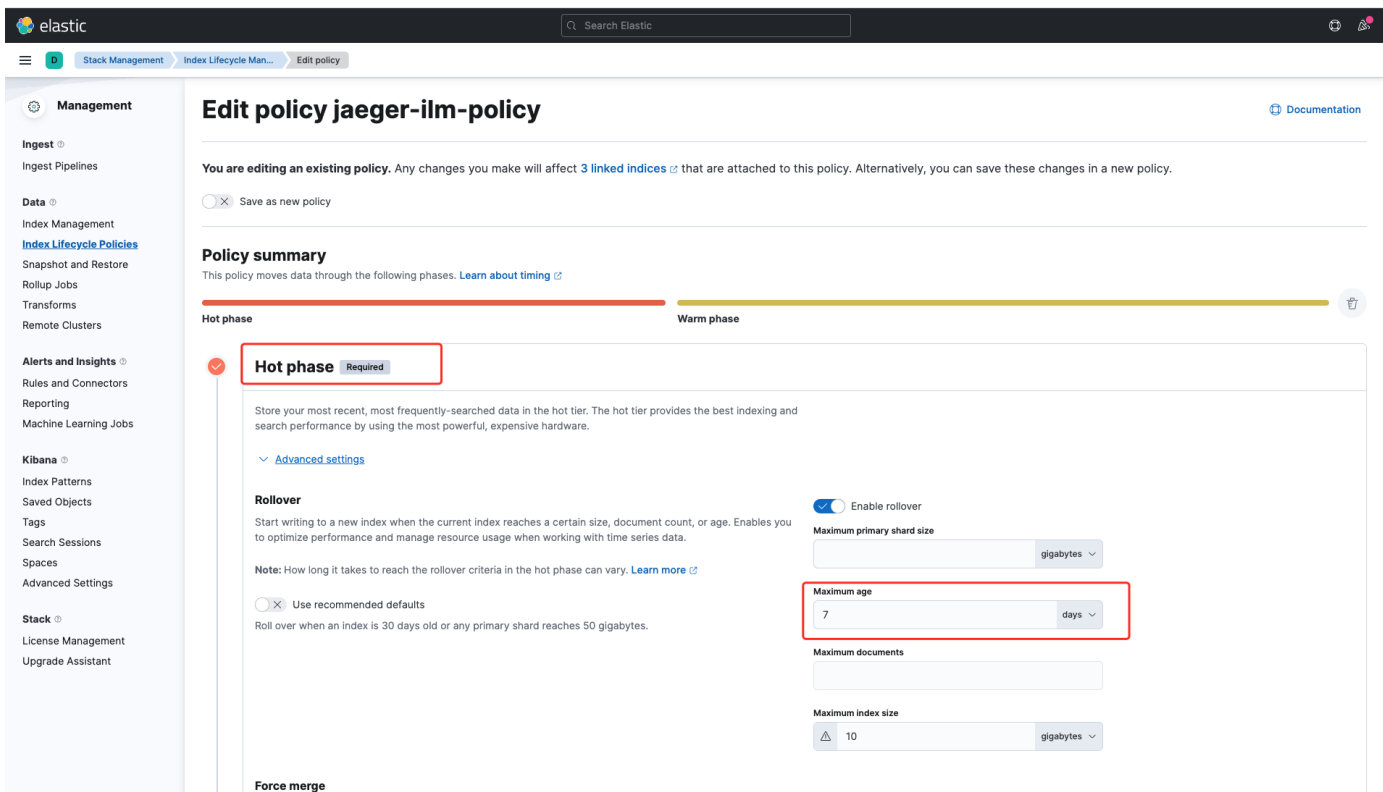 elastic
Search Elastic
D
Stack Management
Index Lifecycle Man...
Edit policy
Management
Ingest
Ingest Pipelines
Data
Index Management
Index Lifecycle Policies
Snapshot and Restore
Rollup Jobs
Transforms
Remote Clusters
Alerts and Insights
Rules and Connectors
Reporting
Machine Learning Jobs
Kibana
Index Patterns
Saved Objects
Tags
Search Sessions
Spaces
Advanced Settings
Stack
License Management
Upgrade Assistant
Edit policy jaeger-ilm-policy
Documentation
You are editing an existing policy. Any changes you make will affect 3 linked indices that are attached to this policy. Alternatively, you can save these changes in a new policy.
Save as new policy
Policy summary
This policy moves data through the following phases. Learn about timing
Hot phase
Warm phase
Hot phase Required
Store your most recent, most frequently-searched data in the hot tier. The hot tier provides the best indexing and
search performance by using the most powerful, expensive hardware.
Advanced settings
Rollover
Start writing to a new index when the current index reaches a certain size, document count, or age. Enables you
to optimize performance and manage resource usage when working with time series data.
Note: How long it takes to reach the rollover criteria in the hot phase can vary. Learn more
Use recommended defaults
Roll over when an index is 30 days old or any primary shard reaches 50 gigabytes.
Enable rollover
Maximum primary shard size
gigabytes
Maximum age
7 days
Maximum documents
Maximum index size
10 gigabytes
Force merge